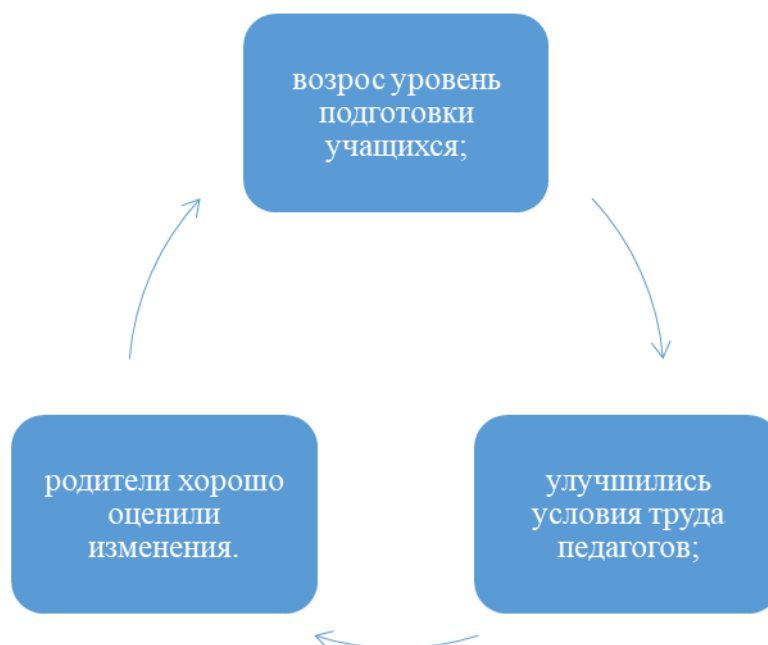 возрос уровень
подготовки
учащихся;
улучшились
условия труда
педагогов;
родители хорошо
оценили
изменения.